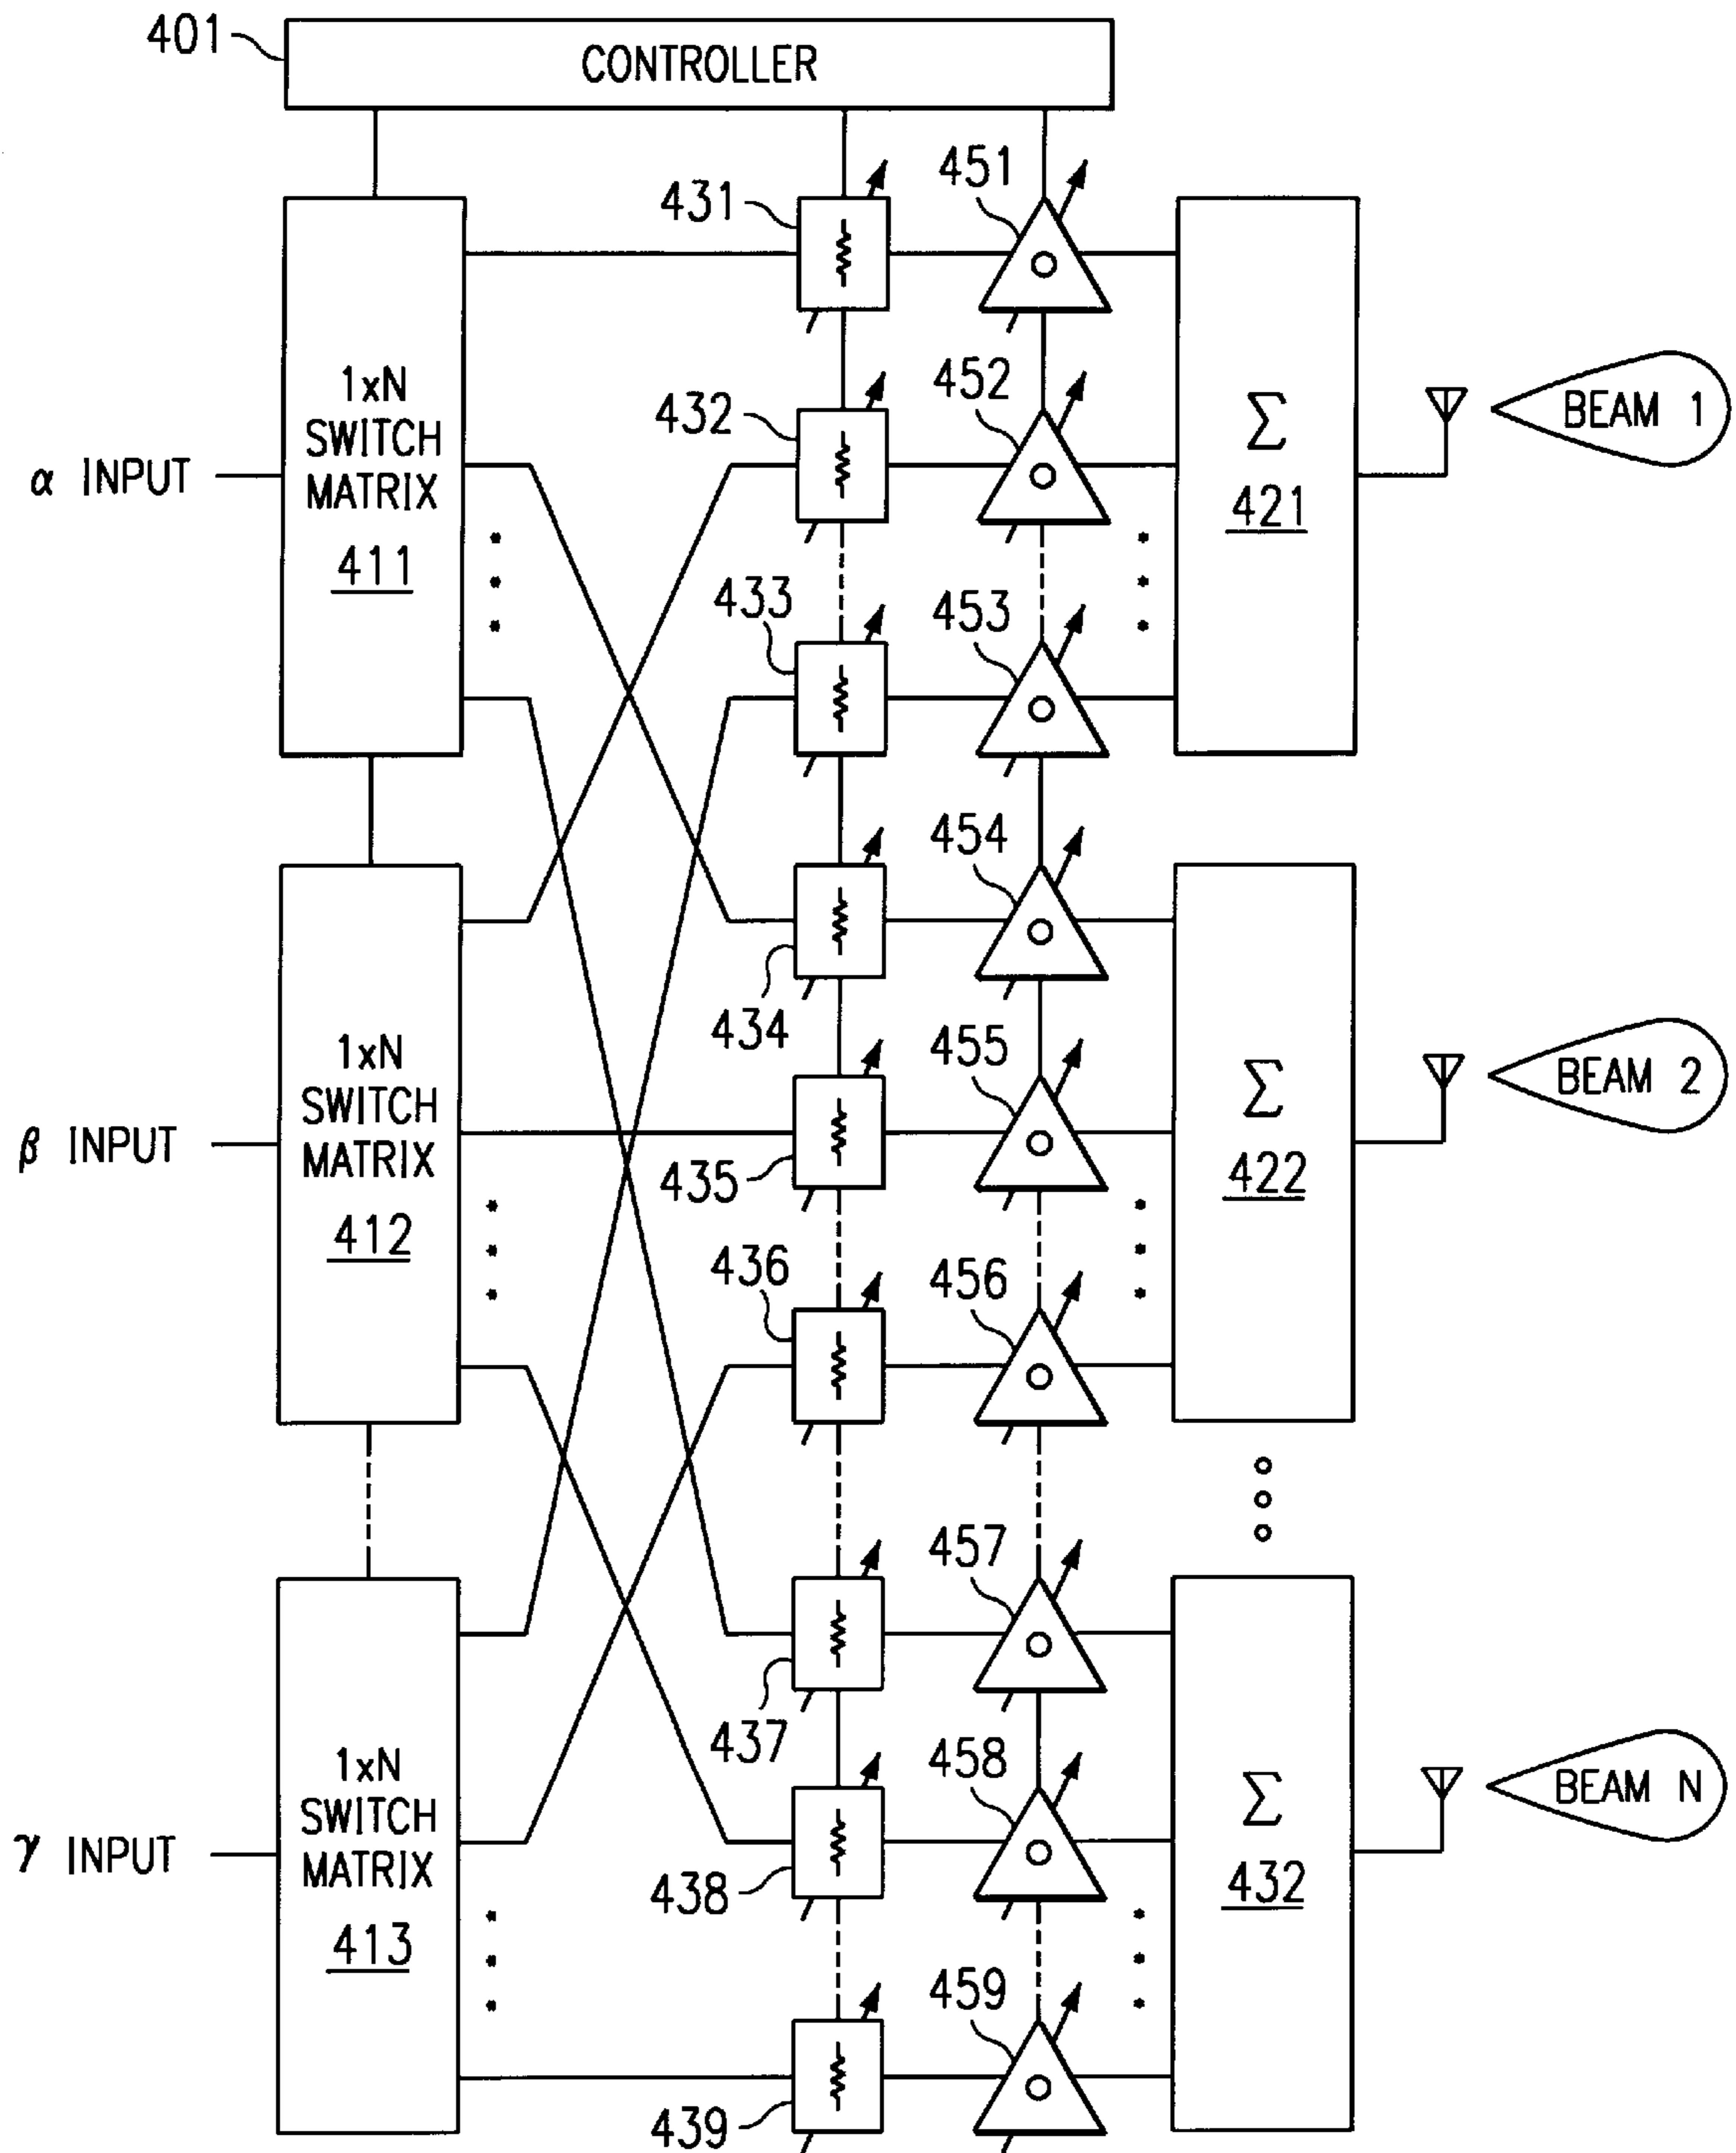 401
CONTROLLER
431
451
1xN
SWITCH
MATRIX
411
α INPUT
432
452
Σ
421
BEAM 1
433
453
434
454
1xN
SWITCH
MATRIX
412
β INPUT
435
455
Σ
422
BEAM 2
436
456
437
457
1xN
SWITCH
MATRIX
413
γ INPUT
438
458
Σ
432
BEAM N
439
459